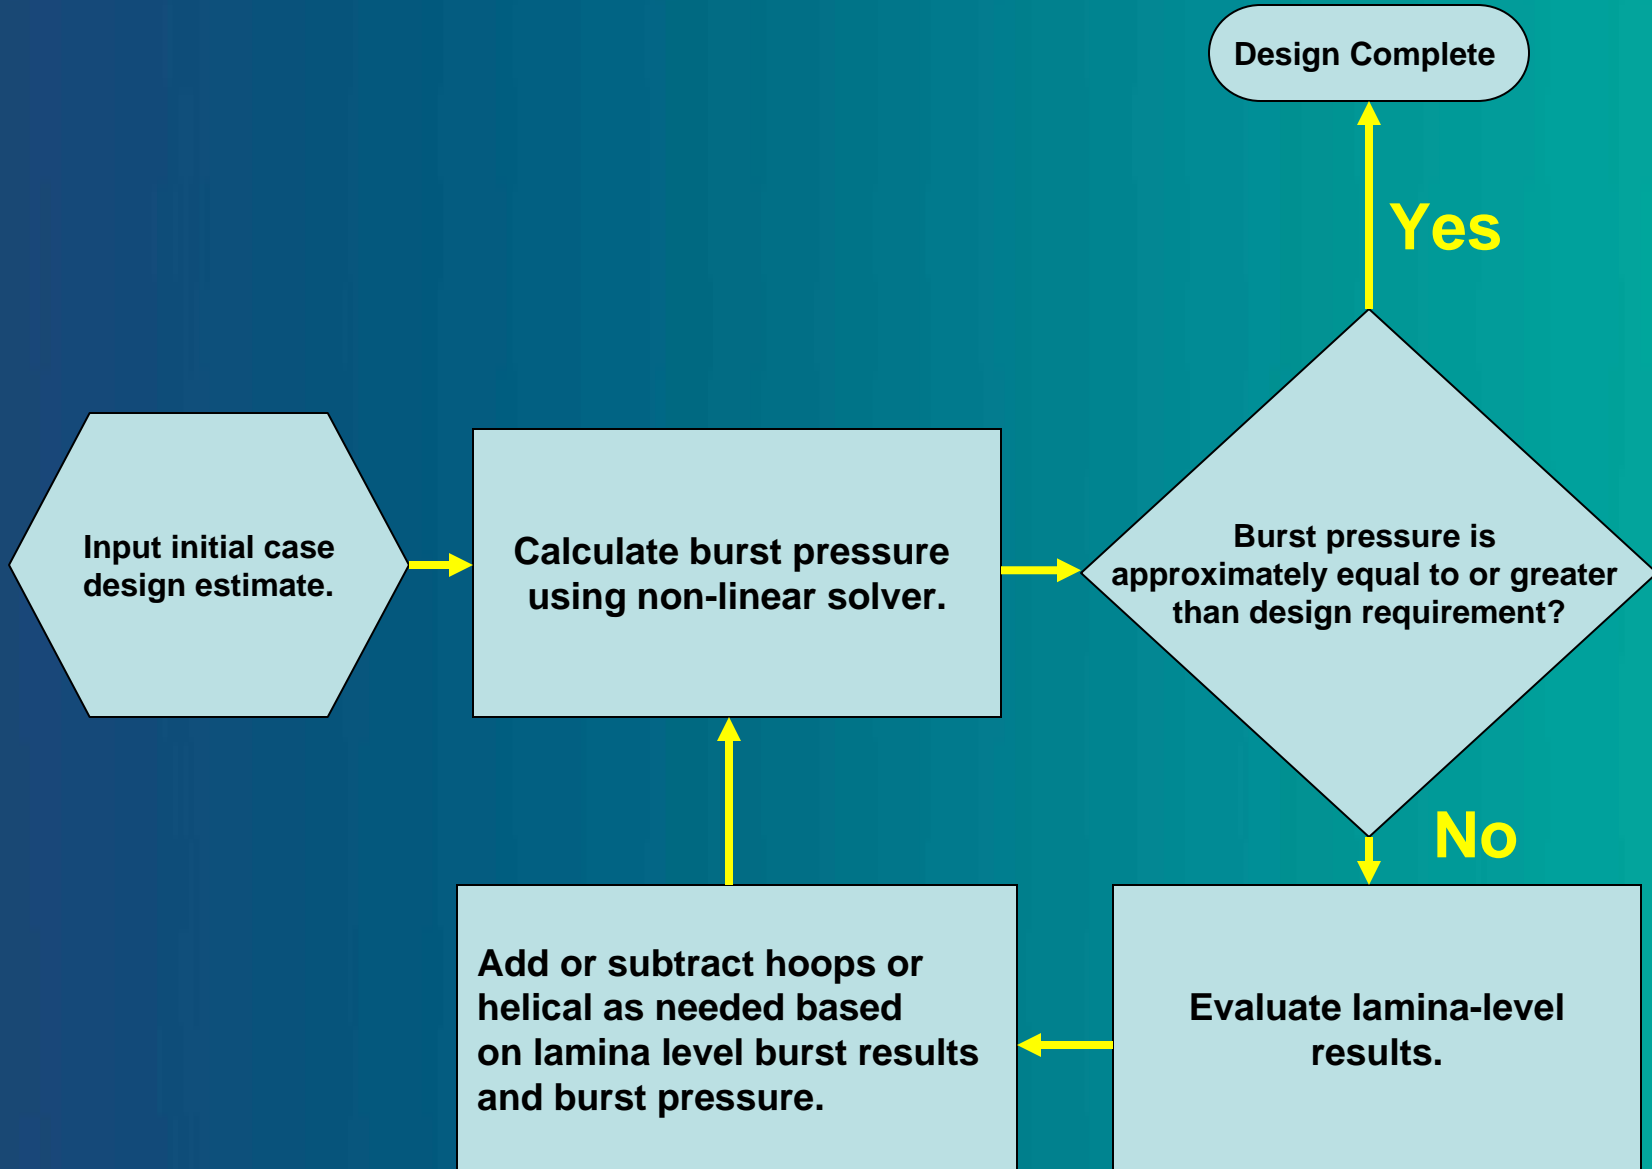 Design Complete
Yes
Input initial case
design estimate.
Calculate burst pressure
using non-linear solver.
Burst pressure is
approximately equal to or greater
than design requirement?
No
Add or subtract hoops or
helical as needed based
on lamina level burst results
and burst pressure.
Evaluate lamina-level
results.